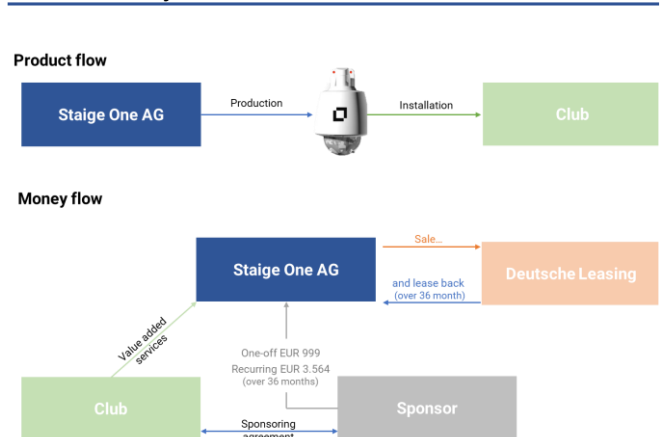 Product flow
Staige One AG
Production
Installation
Club
Money flow
Staige One AG
Sale…
Deutsche Leasing
and lease back
(over 36 month)
Value added
services
One-off EUR 999
Recurring EUR 3.564
(over 36 months)
Club
Sponsoring
agreement
Sponsor